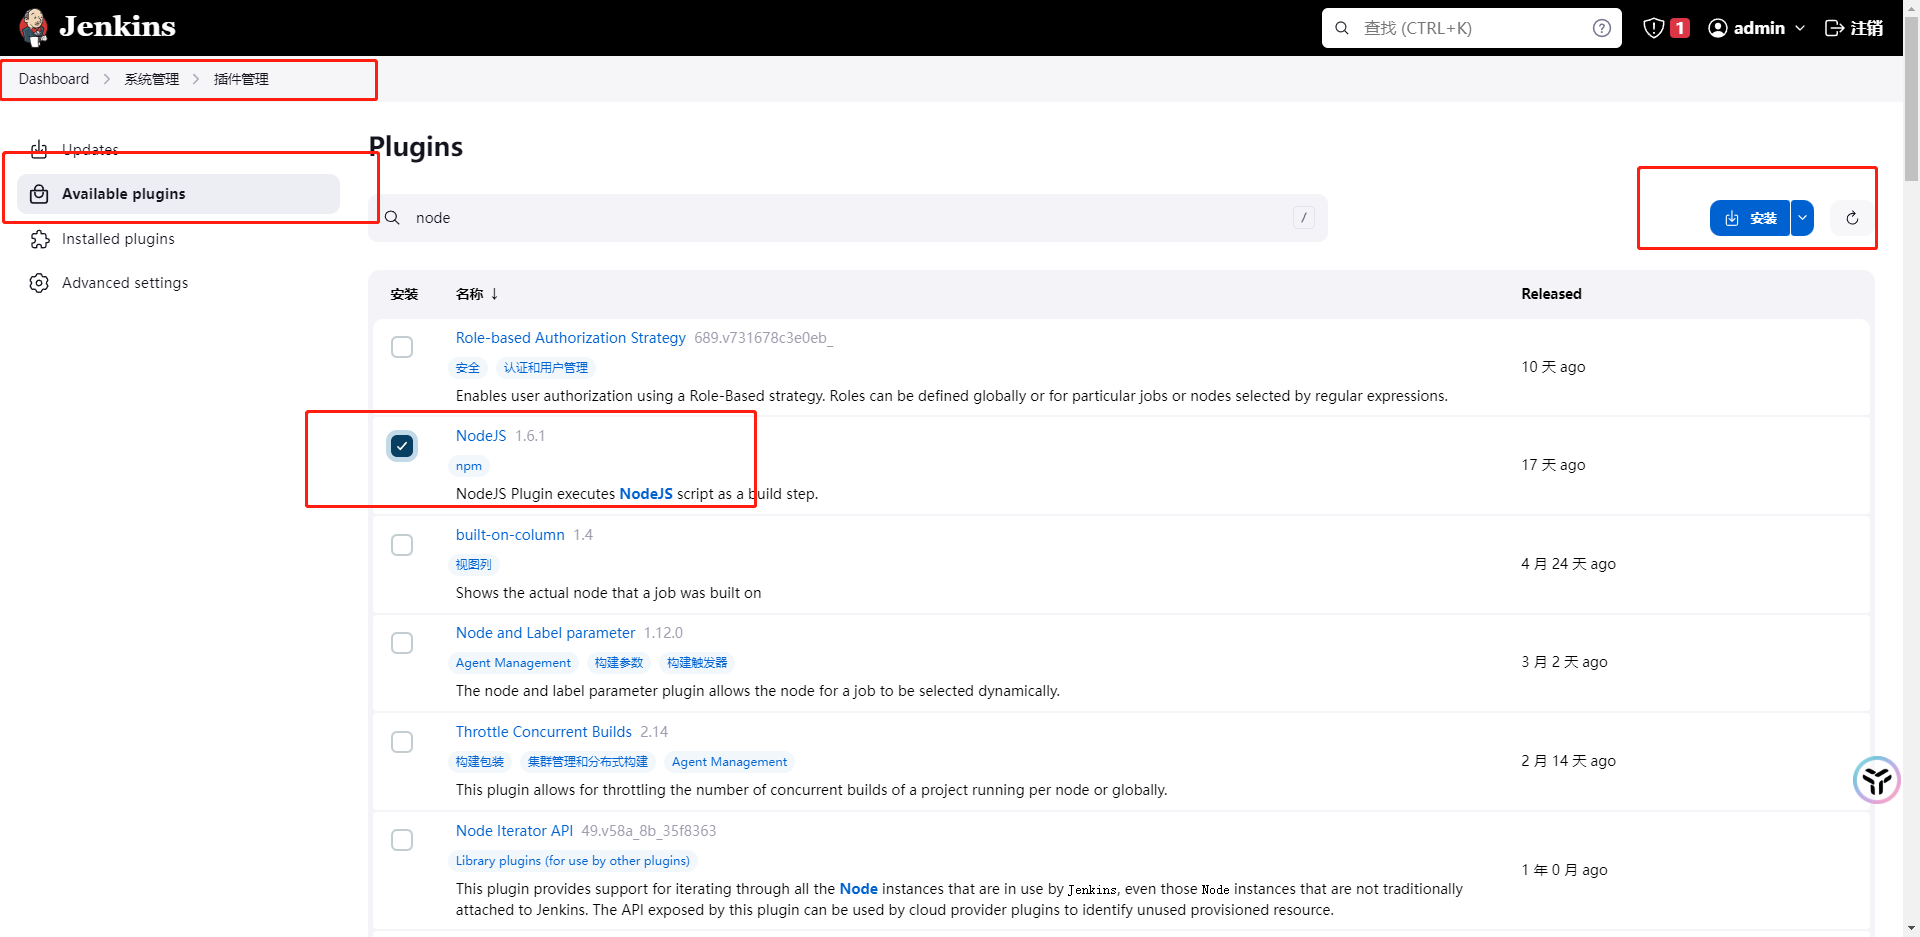 Jenkins
查找 (CTRL+K)
1
admin
注销
Dashboard
系统管理
插件管理
Updates
Available plugins
Installed plugins
Advanced settings
Plugins
node
/
安装
安装 名称 ↓ Released
Role-based Authorization Strategy 689.v731678c3e0eb_
安全 认证和用户管理
Enables user authorization using a Role-Based strategy. Roles can be defined globally or for particular jobs or nodes selected by regular expressions.
10 天 ago
NodeJS 1.6.1
npm
NodeJS Plugin executes NodeJS script as a build step.
17 天 ago
built-on-column 1.4
视图列
Shows the actual node that a job was built on
4 月 24 天 ago
Node and Label parameter 1.12.0
Agent Management 构建参数 构建触发器
The node and label parameter plugin allows the node for a job to be selected dynamically.
3 月 2 天 ago
Throttle Concurrent Builds 2.14
构建包装 集群管理和分布式构建 Agent Management
This plugin allows for throttling the number of concurrent builds of a project running per node or globally.
2 月 14 天 ago
Node Iterator API 49.v58a_8b_35f8363
Library plugins (for use by other plugins)
This plugin provides support for iterating through all the Node instances that are in use by Jenkins, even those Node instances that are not traditionally
attached to Jenkins. The API exposed by this plugin can be used by cloud provider plugins to identify unused provisioned resource.
1 年 0 月 ago